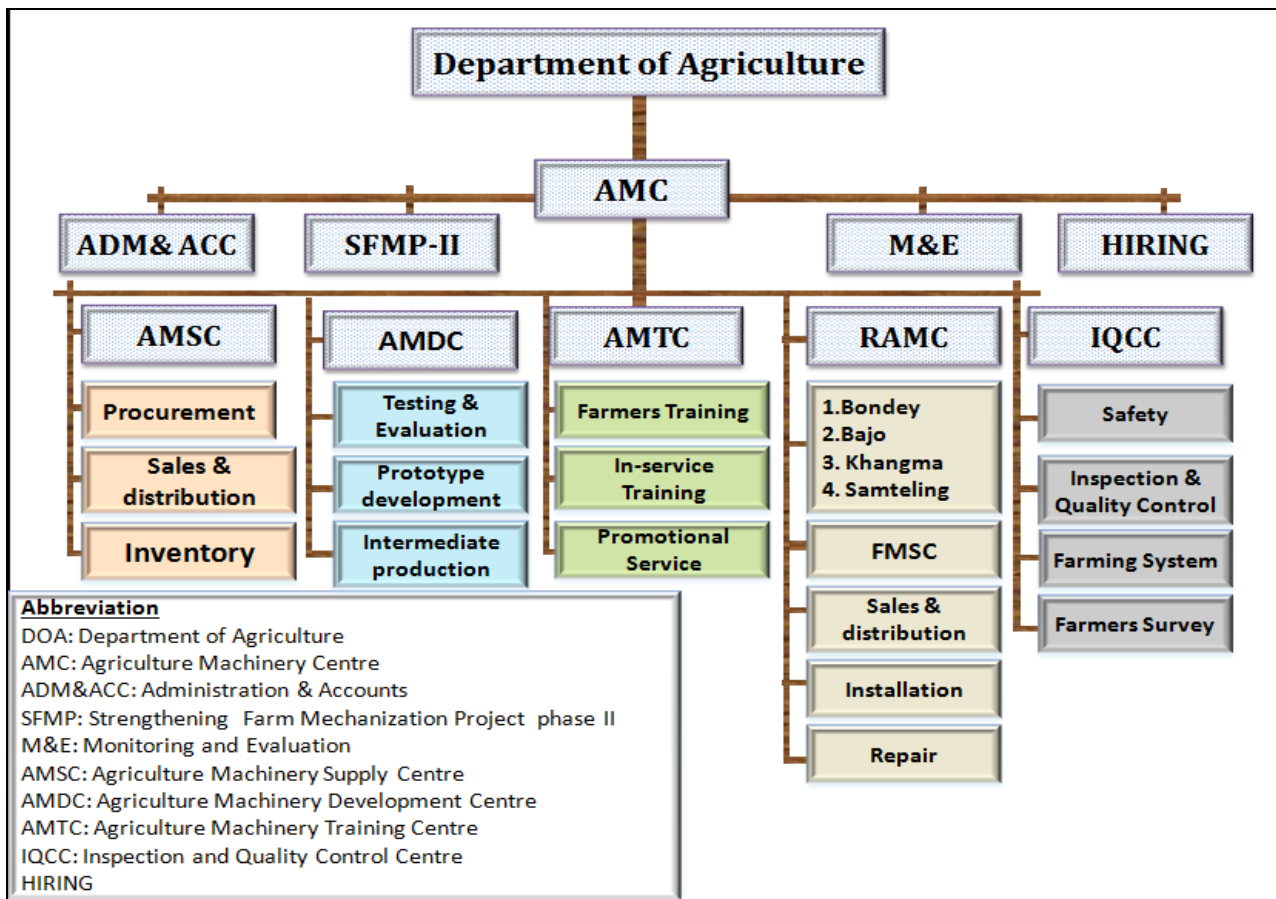 Department of Agriculture
AMC
ADM& ACC
SFMP-II
M&E
HIRING
AMSC
AMDC
AMTC
RAMC
IQCC
Procurement
Sales &
distribution
Inventory
Testing &
Evaluation
Prototype
development
Intermediate
production
Farmers Training
In-service
Training
Promotional
Service
1.Bondey
2.Bajo
3. Khangma
4. Samteling
FMSC
Sales &
distribution
Installation
Repair
Safety
Inspection &
Quality Control
Farming System
Farmers Survey
Abbreviation
DOA: Department of Agriculture
AMC: Agriculture Machinery Centre
ADM&ACC: Administration & Accounts
SFMP: Strengthening Farm Mechanization Project phase II
M&E: Monitoring and Evaluation
AMSC: Agriculture Machinery Supply Centre
AMDC: Agriculture Machinery Development Centre
AMTC: Agriculture Machinery Training Centre
IQCC: Inspection and Quality Control Centre
HIRING